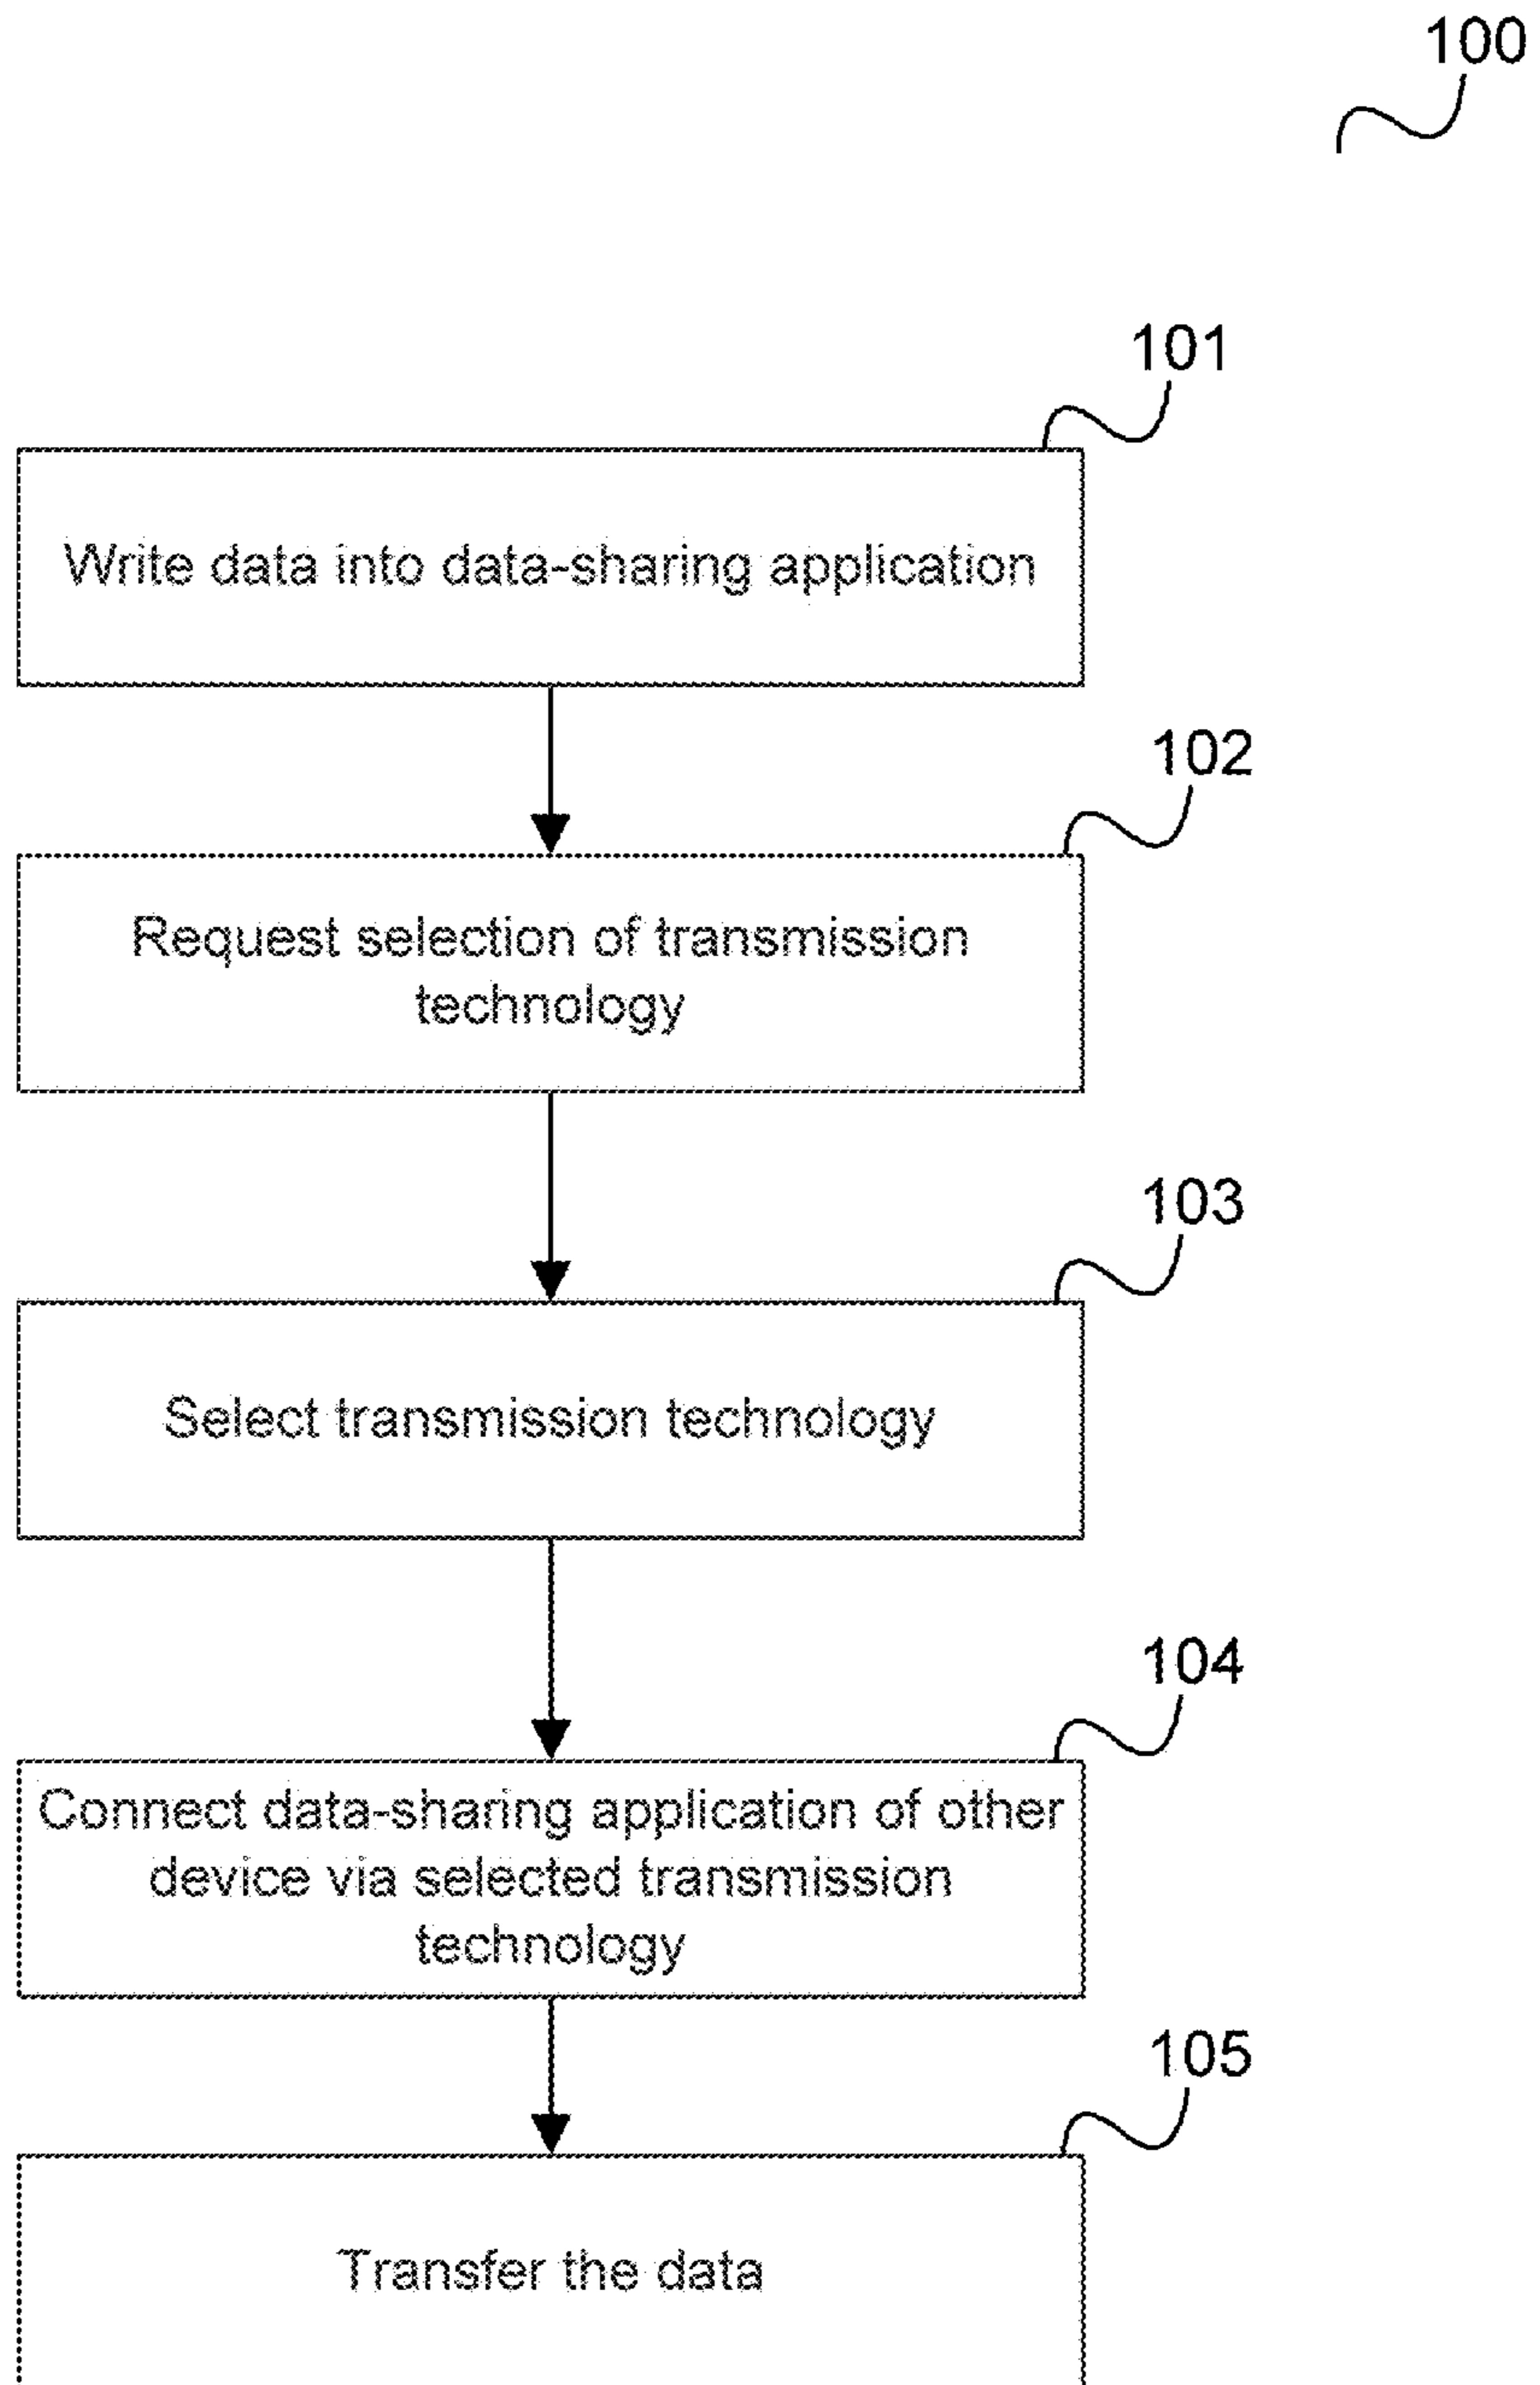 100
101
Write data into data-sharing application
102
Request selection of transmission
technology
103
Select transmission technology
104
Connect data-sharing application of other
device via selected transmission
technology
105
Transfer the data